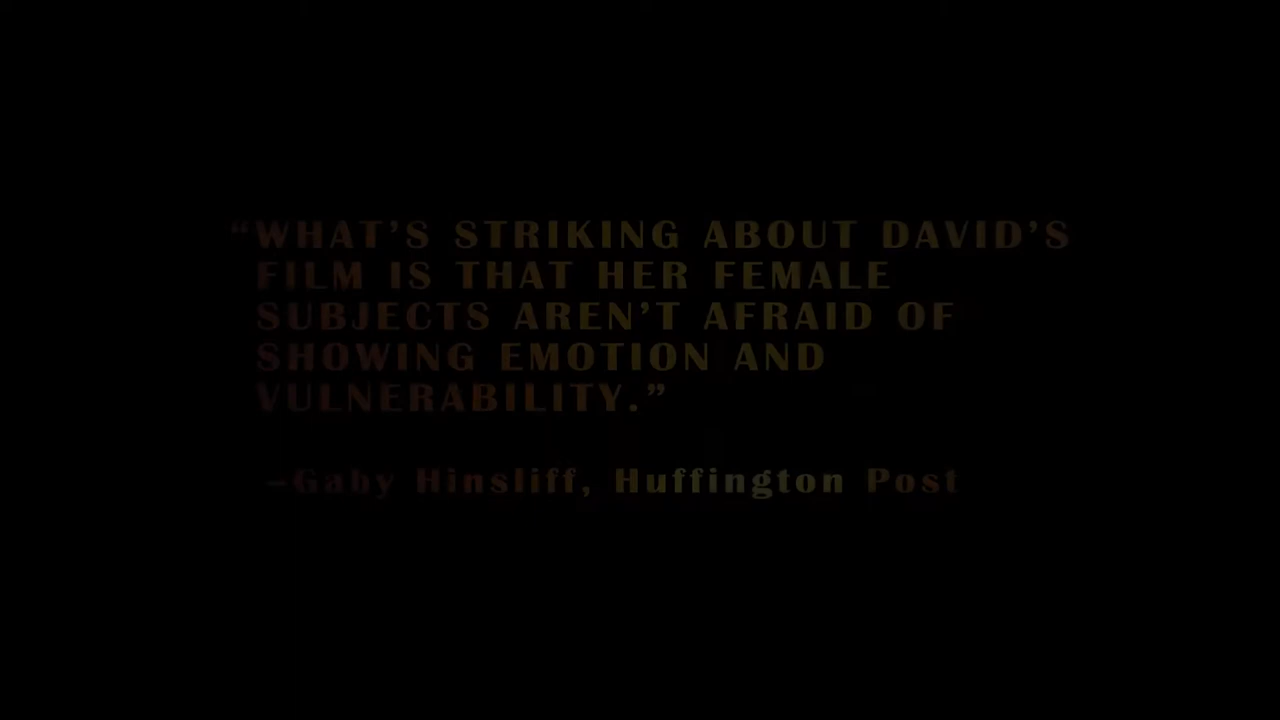 “WHAT’S STRIKING ABOUT DAVID’S
FILM IS THAT HER FEMALE
SUBJECTS AREN’T AFRAID OF
SHOWING EMOTION AND
VULNERABILITY.”
–Gaby Hinsliff, Huffington Post